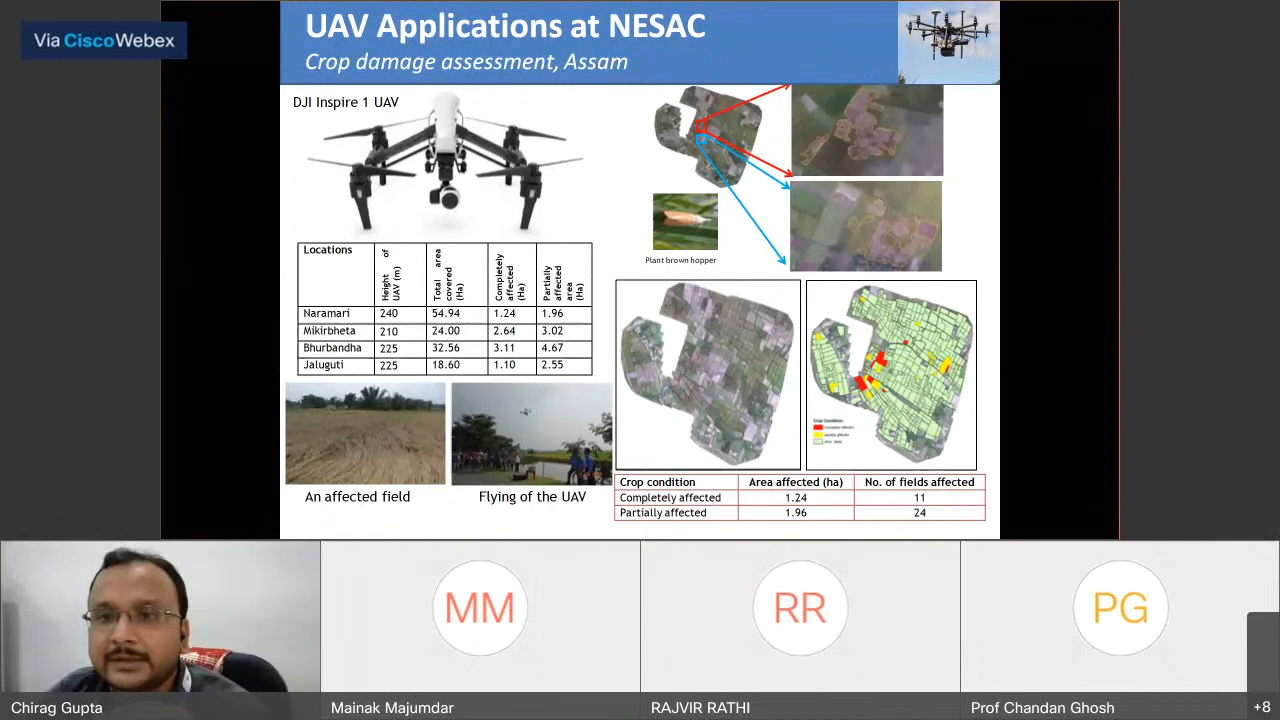 Via CiscoWebex
UAV Applications at NESAC
Crop damage assessment, Assam
DJI Inspire 1 UAV
Plant brown hopper
Locations
Height of UAV (m)
Total area covered (Ha)
Completely affected (Ha)
Partially affected area (Ha)
Naramari 240 54.94 1.24 1.96
Mikirbheta 210 24.00 2.64 3.02
Bhurbandha 225 32.56 3.11 4.67
Jaluguti 225 18.60 1.10 2.55
Crop Condition
An affected field
Flying of the UAV
Crop condition Area affected (ha) No. of fields affected
Completely affected 1.24 11
Partially affected 1.96 24
MM
RR
PG
Chirag Gupta
Mainak Majumdar
RAJVIR RATHI
Prof Chandan Ghosh
+8